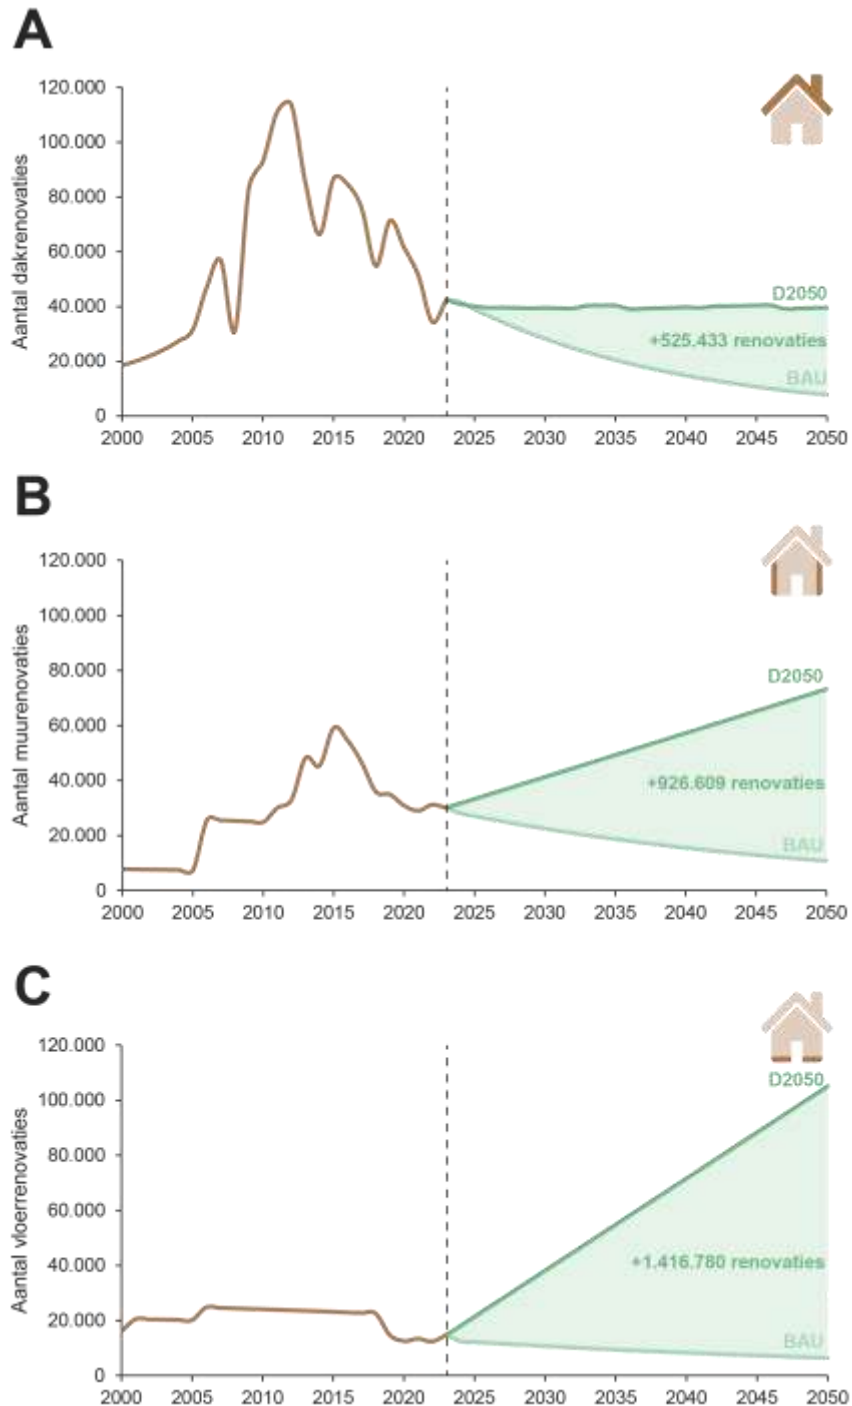 A
Aantal dakrenovaties
120.000
100.000
80.000
60.000
40.000
20.000
0
D2050
+525.433 renovaties
BAU
2000 2005 2010 2015 2020 2025 2030 2035 2040 2045 2050
B
Aantal muurenovaties
120.000
100.000
80.000
60.000
40.000
20.000
0
D2050
+926.609 renovaties
BAU
2000 2005 2010 2015 2020 2025 2030 2035 2040 2045 2050
C
Aantal vloerrenovaties
120.000
100.000
80.000
60.000
40.000
20.000
0
D2050
+1.416.780 renovaties
BAU
2000 2005 2010 2015 2020 2025 2030 2035 2040 2045 2050